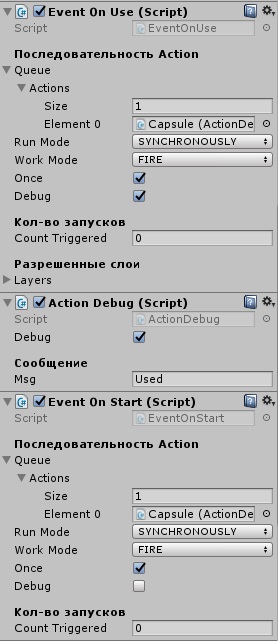 Event On Use (Script)
Script EventOnUse
Последовательность Action
Queue
Actions
Size 1
Element 0 Capsule (ActionDe
Run Mode SYNCHRONOUSLY
Work Mode FIRE
Once
Debug
Кол-во запусков
Count Triggered 0
Разрешенные слои
Layers
Action Debug (Script)
Script ActionDebug
Debug
Сообщение
Msg Used
Event On Start (Script)
Script EventOnStart
Последовательность Action
Queue
Actions
Size 1
Element 0 Capsule (ActionDe
Run Mode SYNCHRONOUSLY
Work Mode FIRE
Once
Debug
Кол-во запусков
Count Triggered 0